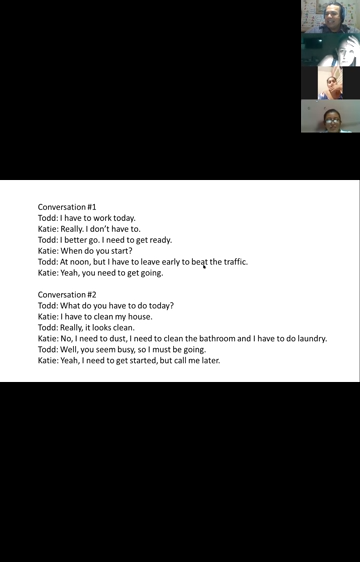 Conversation #1
Todd: I have to work today.
Katie: Really. I don't have to.
Todd: I better go. I need to get ready.
Katie: When do you start?
Todd: At noon, but I have to leave early to beat the traffic.
Katie: Yeah, you need to get going.
Conversation #2
Todd: What do you have to do today?
Katie: I have to clean my house.
Todd: Really, it looks clean.
Katie: No, I need to dust, I need to clean the bathroom and I have to do laundry.
Todd: Well, you seem busy, so I must be going.
Katie: Yeah, I need to get started, but call me later.